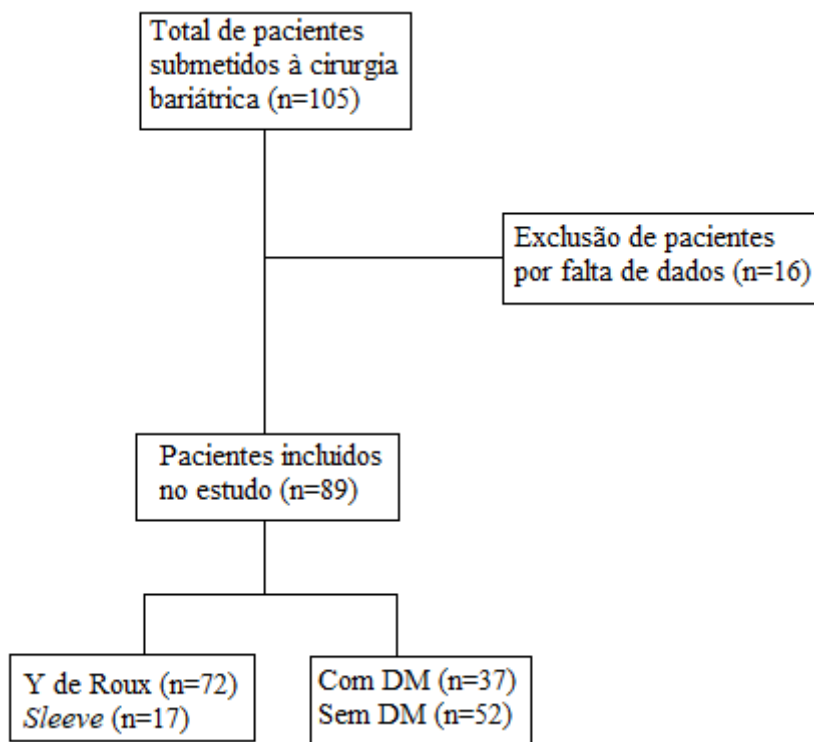 Total de pacientes
submetidos à cirurgia
bariátrica (n=105)
Exclusão de pacientes
por falta de dados (n=16)
Pacientes incluidos
no estudo (n=89)
Y de Roux (n=72)
Sleeve (n=17)
Com DM (n=37)
Sem DM (n=52)